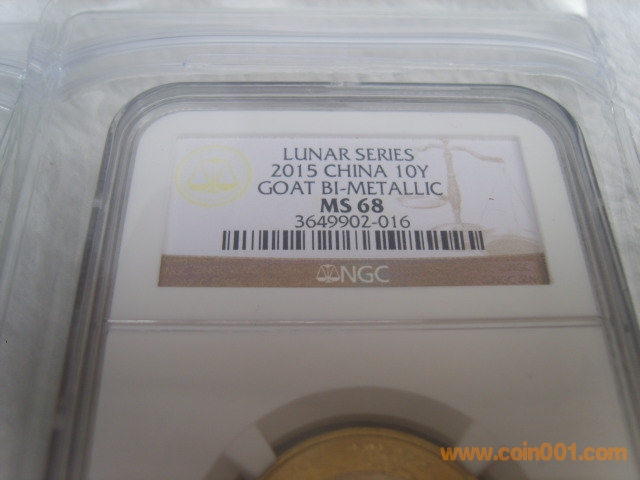 LUNAR SERIES
2015 CHINA 10Y
GOAT BI-METALLIC
MS 68
3649902-016
NGC
www.coin001.com